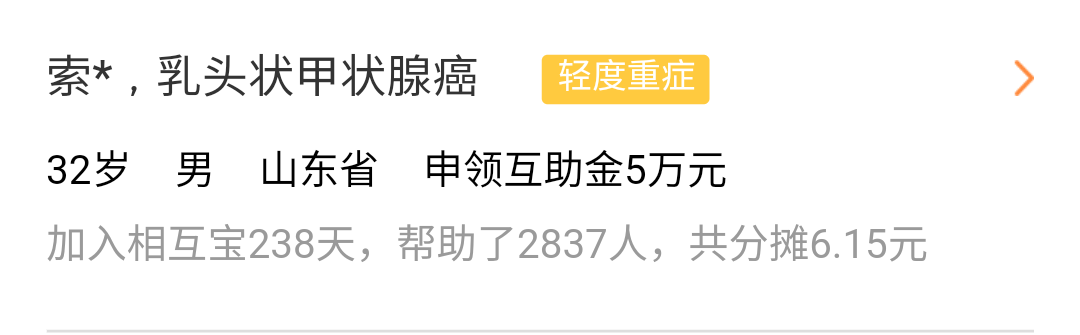 索*，乳头状甲状腺癌 轻度重症
32岁 男 山东省 申领互助金5万元
加入相互宝238天，帮助了2837人，共分摊6.15元